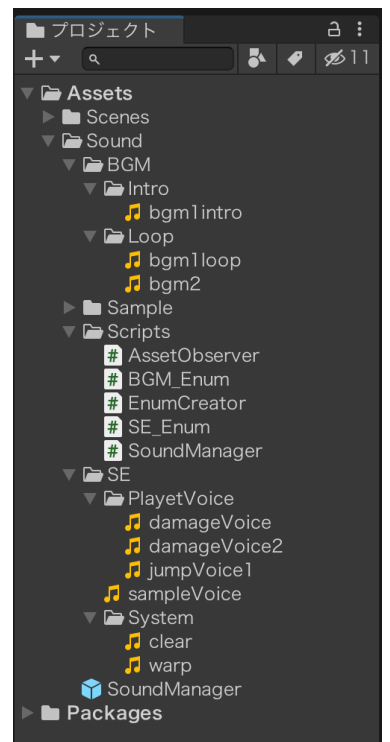 プロジェクト
11
Assets
Scenes
Sound
BGM
Intro
bgm1intro
Loop
bgm1loop
bgm2
Sample
Scripts
AssetObserver
BGM_Enum
EnumCreator
SE_Enum
SoundManager
SE
PlayetVoice
damageVoice
damageVoice2
jumpVoice1
sampleVoice
System
clear
warp
SoundManager
Packages